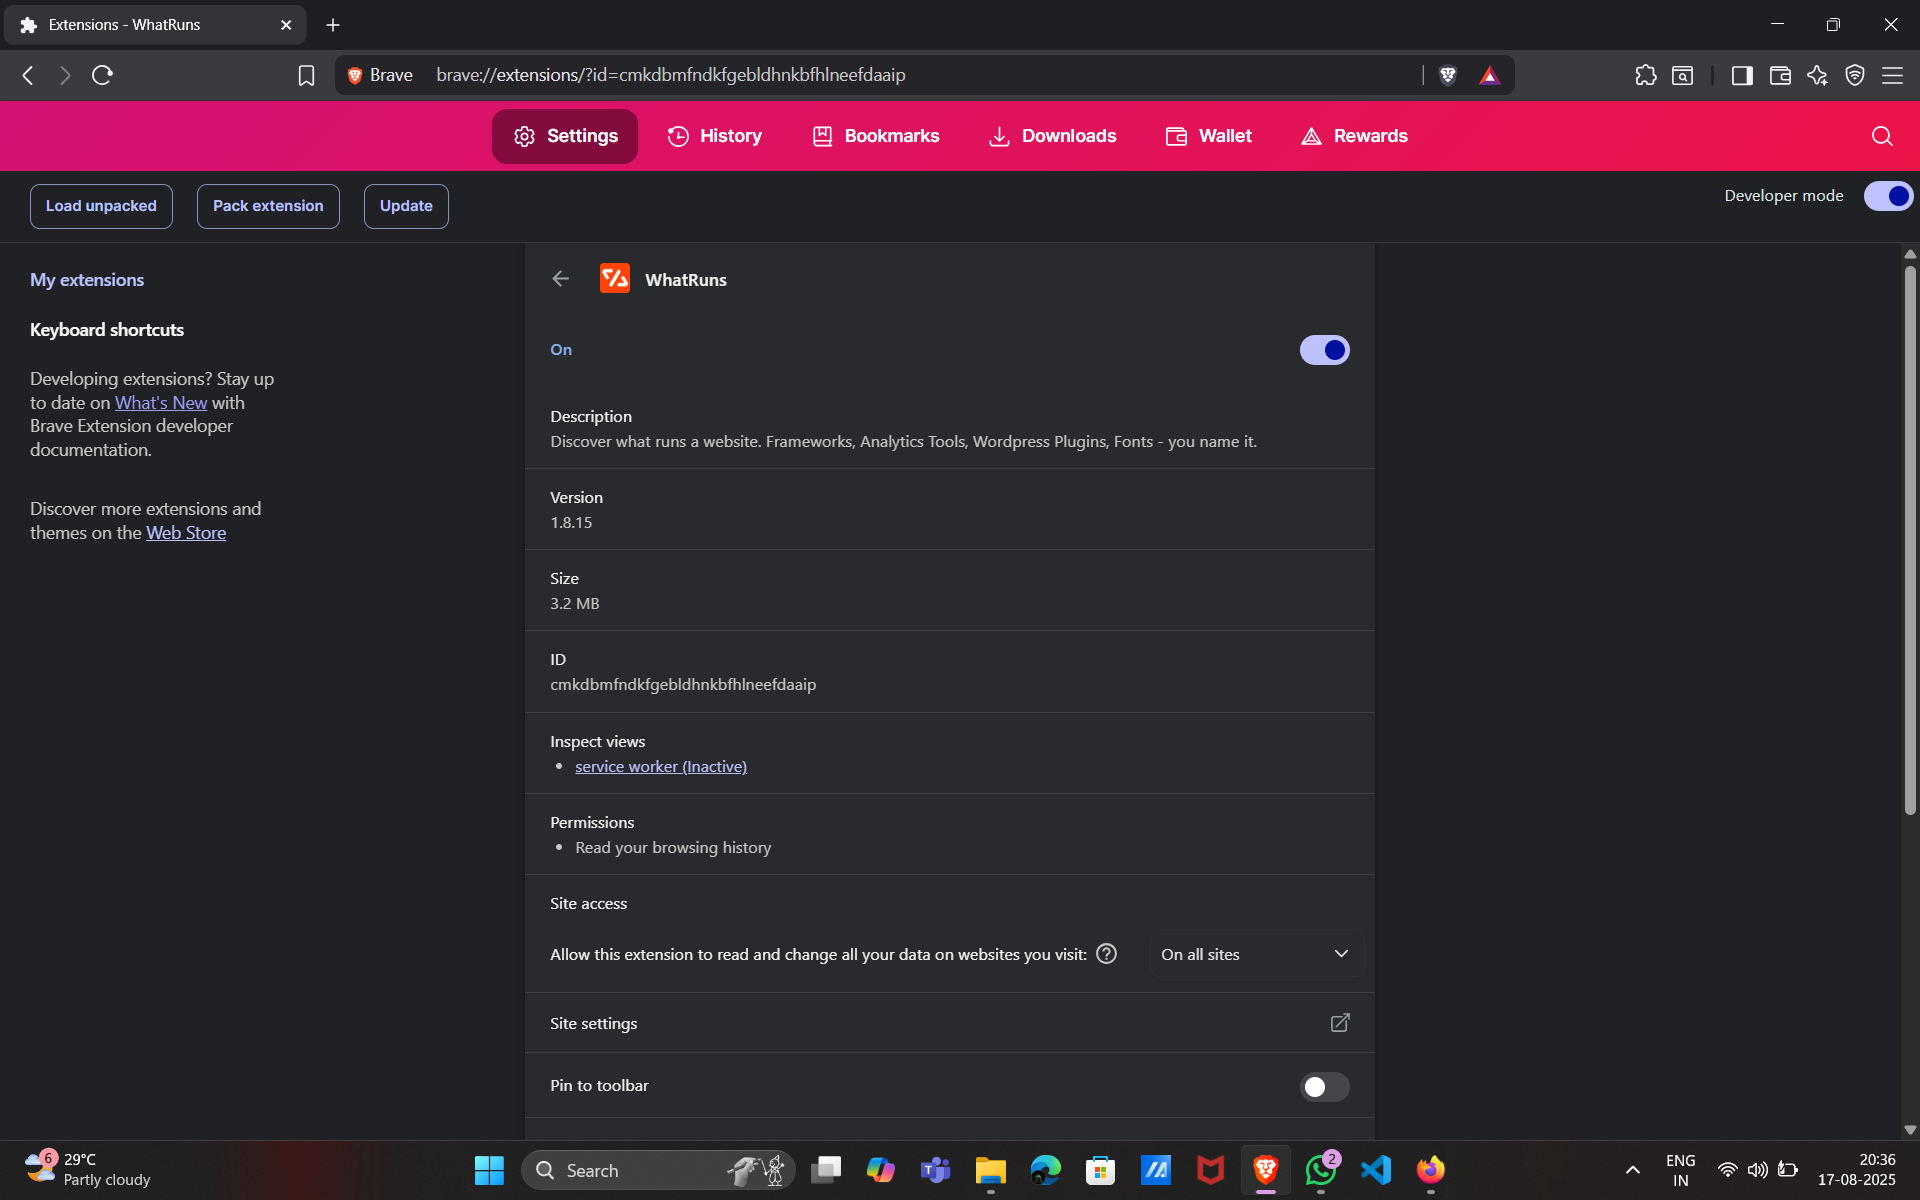 Extensions - WhatRuns
Brave
brave://extensions/?id=cmkdbmfndkfgebldhnkbfhlneefdaaip
Settings
History
Bookmarks
Downloads
Wallet
Rewards
Load unpacked
Pack extension
Update
Developer mode
My extensions
Keyboard shortcuts
Developing extensions? Stay up
to date on What's New with
Brave Extension developer
documentation.
Discover more extensions and
themes on the Web Store
WhatRuns
On
Description
Discover what runs a website. Frameworks, Analytics Tools, Wordpress Plugins, Fonts - you name it.
Version
1.8.15
Size
3.2 MB
ID
cmkdbmfndkfgebldhnkbfhlneefdaaip
Inspect views
service worker (Inactive)
Permissions
Read your browsing history
Site access
Allow this extension to read and change all your data on websites you visit:
On all sites
Site settings
Pin to toolbar
6
29°C
Partly cloudy
Search
2
ENG
IN
20:36
17-08-2025